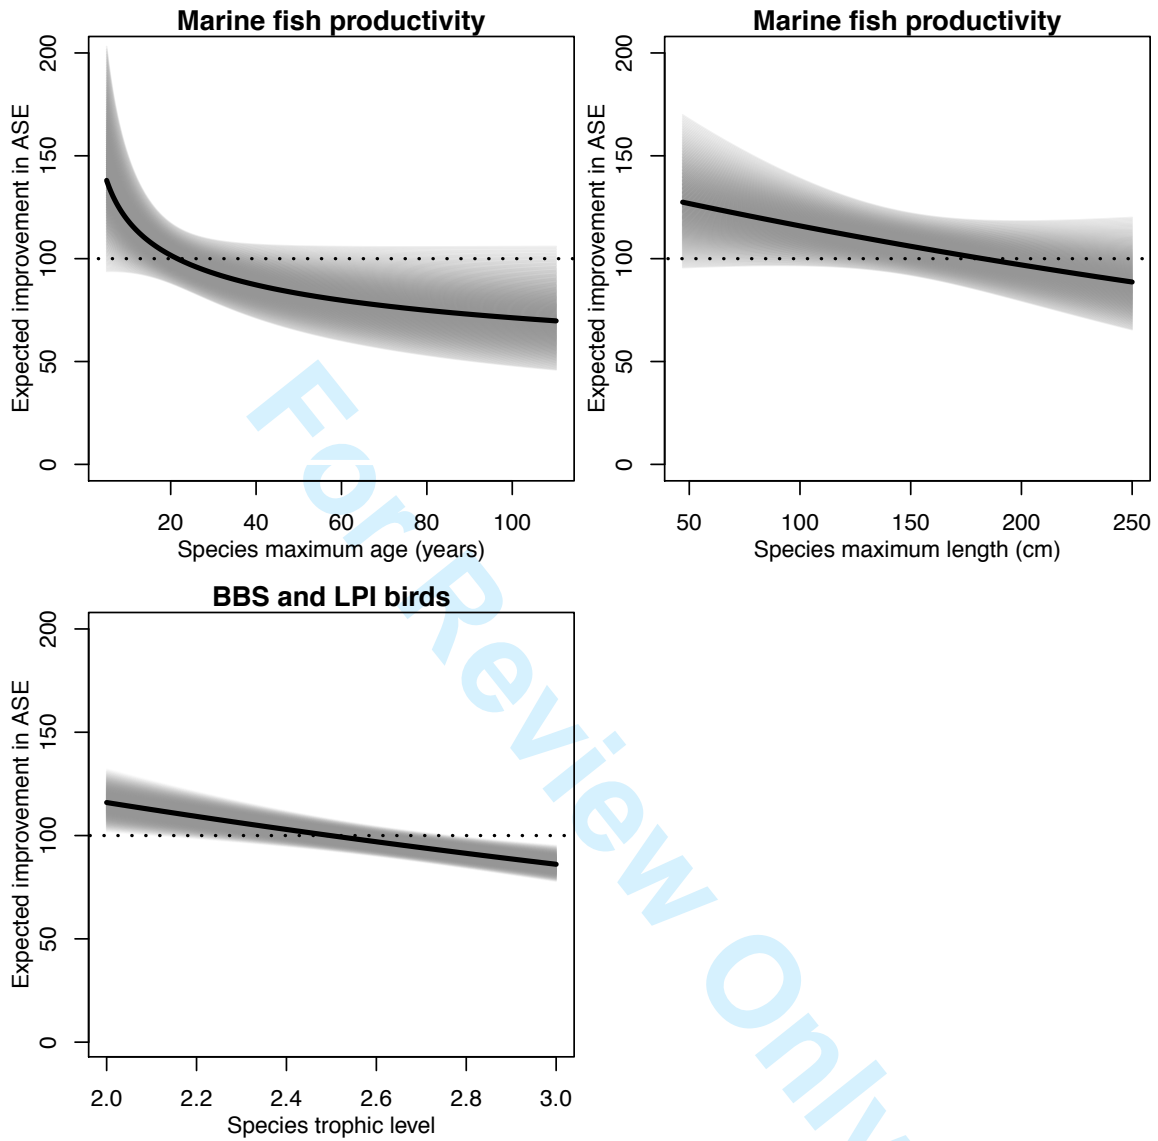 Marine fish productivity
Expected improvement in ASE
0 50 100 150 200
20 40 60 80 100
Species maximum age (years)
Marine fish productivity
Expected improvement in ASE
0 50 100 150 200
50 100 150 200 250
Species maximum length (cm)
BBS and LPI birds
Expected improvement in ASE
0 50 100 150 200
2.0 2.2 2.4 2.6 2.8 3.0
Species trophic level
For Review Only